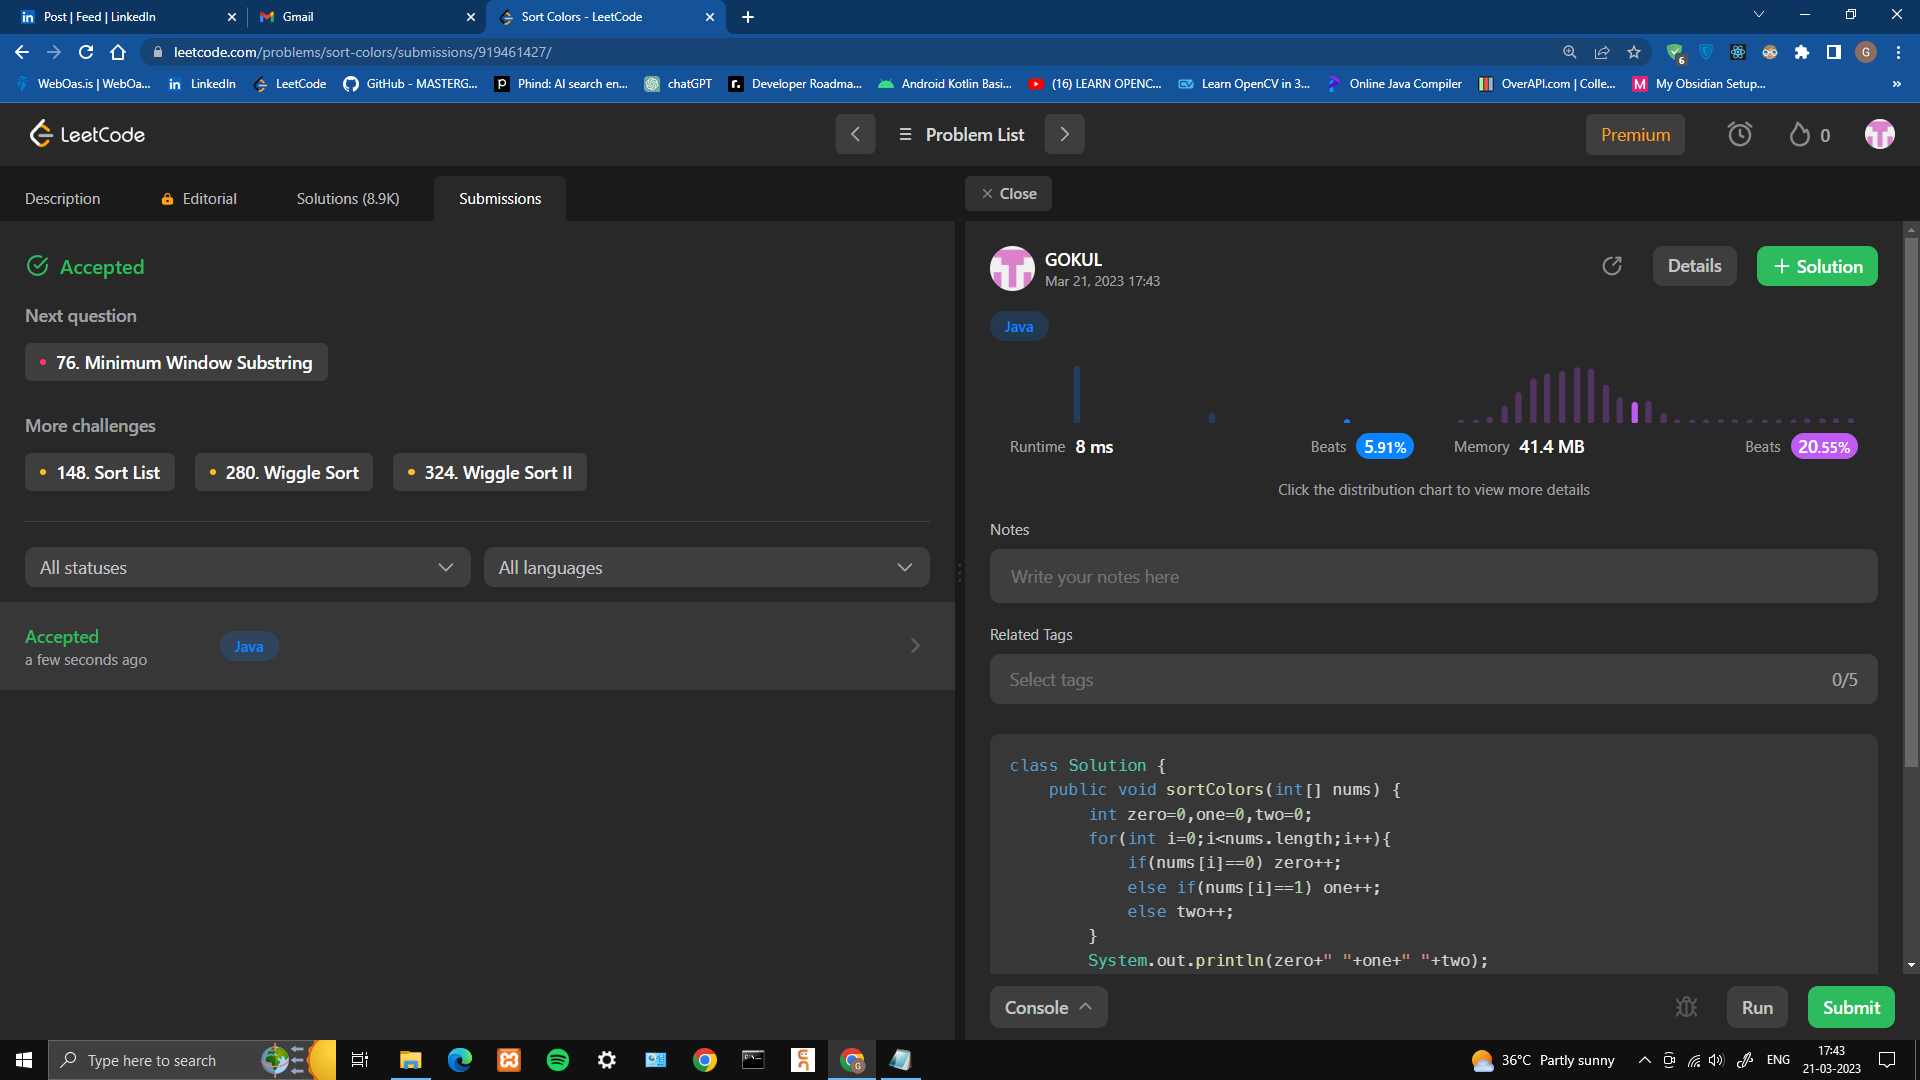 Post | Feed | LinkedIn
Gmail
Sort Colors - LeetCode
leetcode.com/problems/sort-colors/submissions/919461427/
6
G
WebOas.is | WebOa...
LinkedIn
LeetCode
GitHub - MASTERG...
Phind: AI search en...
chatGPT
Developer Roadma...
Android Kotlin Basi...
(16) LEARN OPENC...
Learn OpenCV in 3...
Online Java Compiler
OverAPI.com | Colle...
My Obsidian Setup...
»
LeetCode
Problem List
Premium
0
Description
Editorial
Solutions (8.9K)
Submissions
Close
Accepted
Next question
76. Minimum Window Substring
More challenges
148. Sort List
280. Wiggle Sort
324. Wiggle Sort II
All statuses
All languages
Accepted
a few seconds ago
Java
GOKUL
Mar 21, 2023 17:43
Details
+ Solution
Java
Runtime 8 ms
Beats 5.91%
Memory 41.4 MB
Beats 20.55%
Click the distribution chart to view more details
Notes
Write your notes here
Related Tags
Select tags
0/5
class Solution {
public void sortColors(int[] nums) {
int zero=0,one=0,two=0;
for(int i=0;i<nums.length;i++){
if(nums[i]==0) zero++;
else if(nums[i]==1) one++;
else two++;
}
System.out.println(zero+" "+one+" "+two);
Console
Run
Submit
Type here to search
36°C Partly sunny
ENG
17:43
21-03-2023